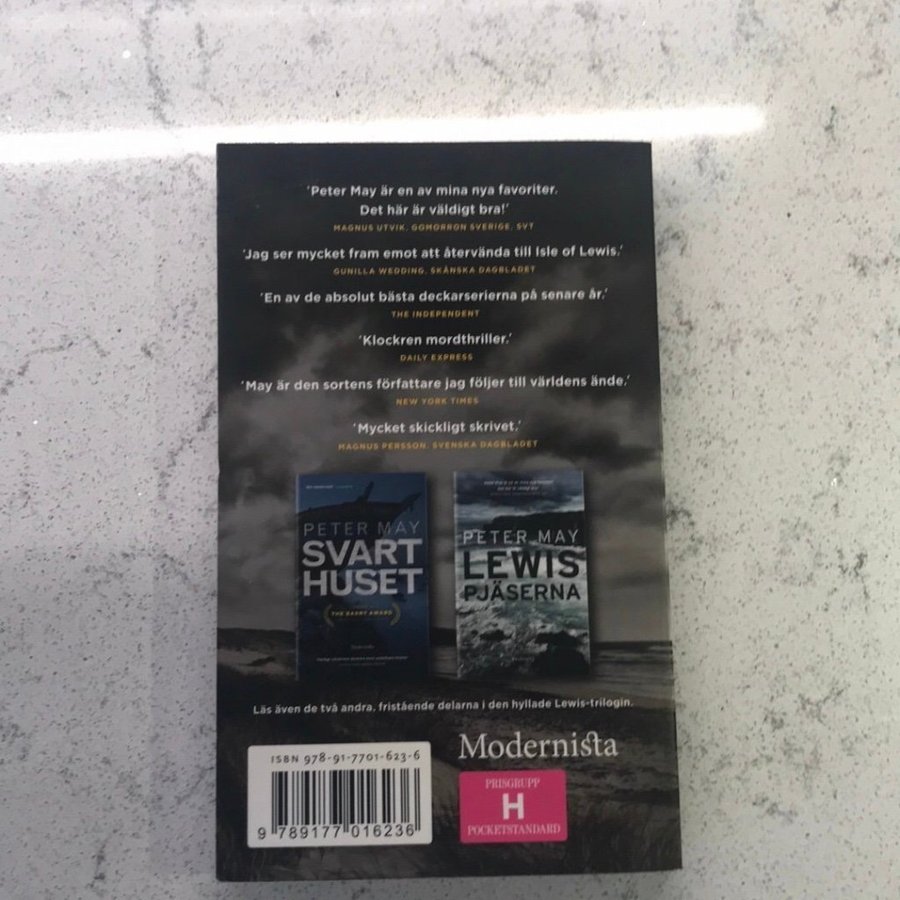 'Peter May är en av mina nya favoriter.
Det här är väldigt bra!'
MAGNUS UTVIK, GOMORRON SVERIGE, SVT
'Jag ser mycket fram emot att återvända till Isle of Lewis.'
GUNILLA WEDDING, SKÅNSKA DAGBLADET
'En av de absolut bästa deckarserierna på senare år.'
THE INDEPENDENT
'Klockren mordthriller.'
DAILY EXPRESS
'May är den sortens författare jag följer till världens ände.'
NEW YORK TIMES
'Mycket skickligt skrivet.'
MAGNUS PERSSON, SVENSKA DAGBLADET
PETER MAY
SVART
HUSET
THE BARRY AWARD
PETER MAY
LEWIS
PJÄSERNA
Läs även de två andra, fristående delarna i den hyllade Lewis-trilogin.
Modernista
ISBN 978-91-7701-623-6
9 789177 016236
PRISGRUPP
H
POCKETSTANDARD